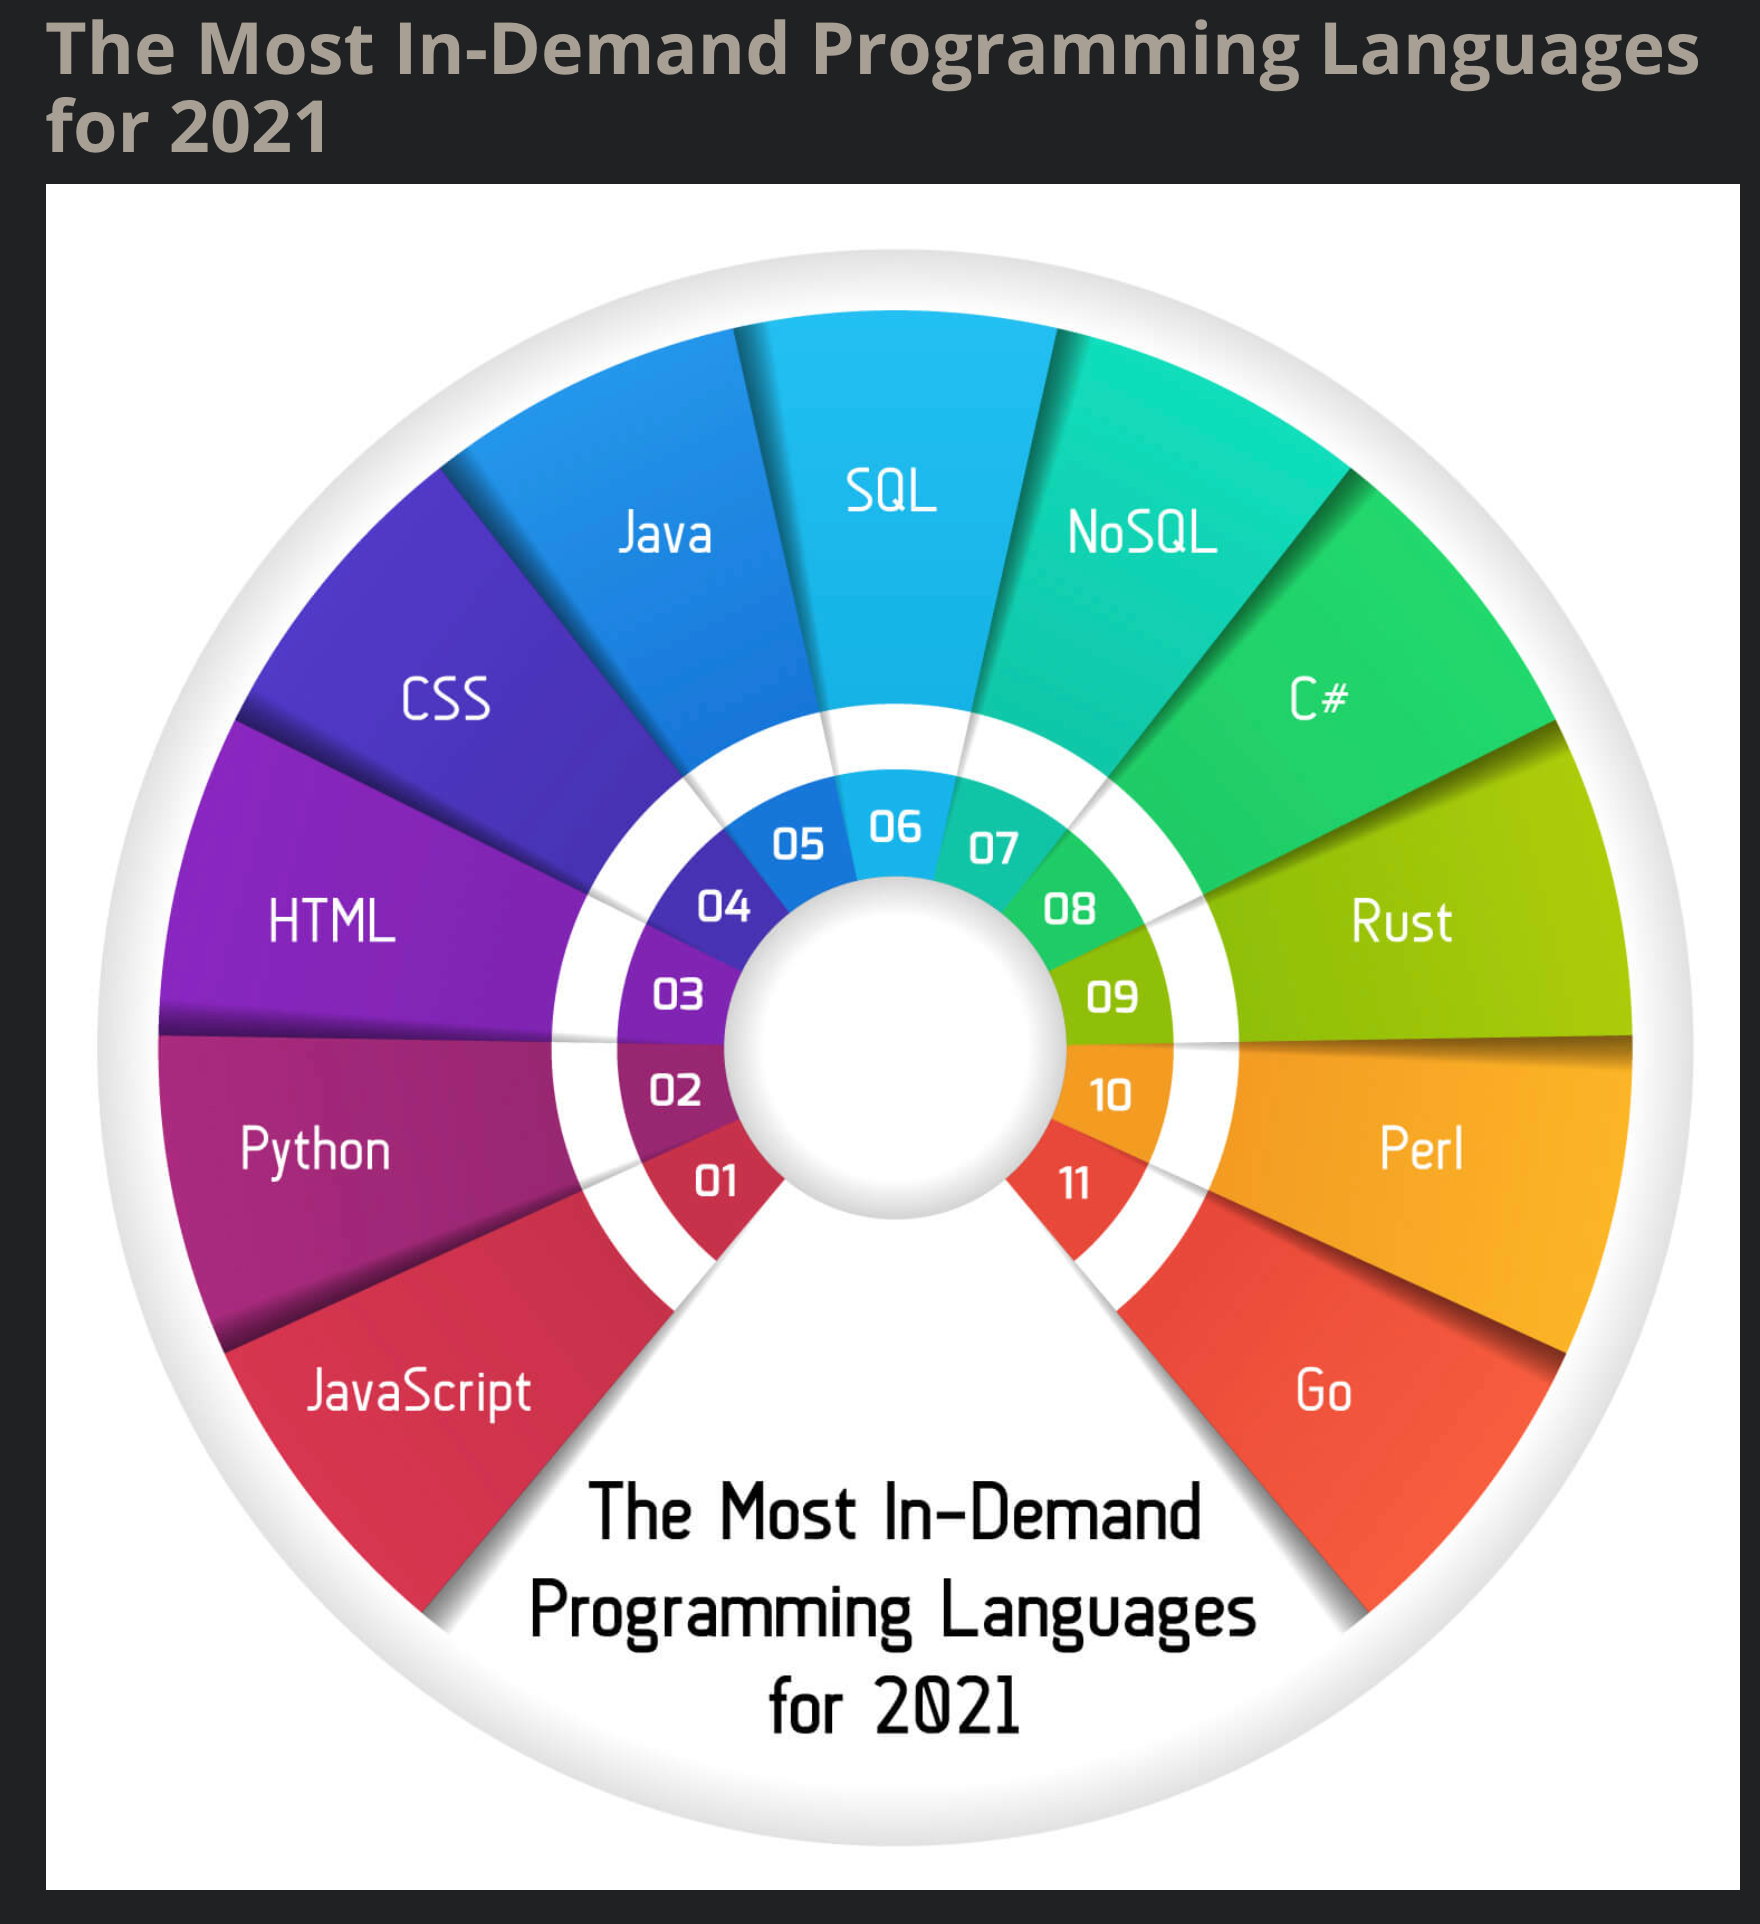 The Most In-Demand Programming Languages
for 2021
JavaScript
01
Python
02
HTML
03
CSS
04
Java
05
SQL
06
NoSQL
07
C#
08
Rust
09
Perl
10
Go
11
The Most In-Demand
Programming Languages
for 2021